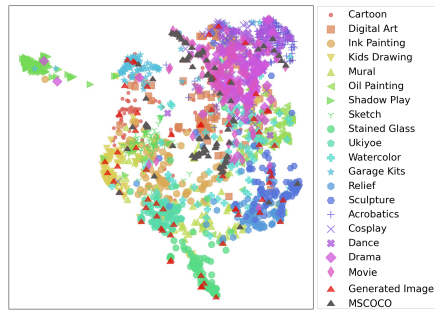 Cartoon
Digital Art
Ink Painting
Kids Drawing
Mural
Oil Painting
Shadow Play
Sketch
Stained Glass
Ukiyoe
Watercolor
Garage Kits
Relief
Sculpture
Acrobatics
Cosplay
Dance
Drama
Movie
Generated Image
MSCOCO